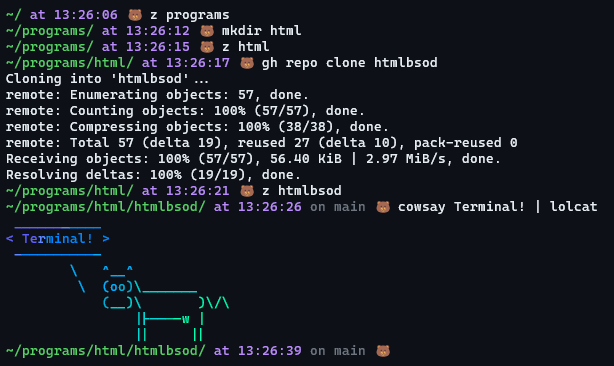 ~/ at 13:26:06 🐻 z programs
~/programs/ at 13:26:12 🐻 mkdir html
~/programs/ at 13:26:15 🐻 z html
~/programs/html/ at 13:26:17 🐻 gh repo clone htmlbsod
Cloning into 'htmlbsod'...
remote: Enumerating objects: 57, done.
remote: Counting objects: 100% (57/57), done.
remote: Compressing objects: 100% (38/38), done.
remote: Total 57 (delta 19), reused 27 (delta 10), pack-reused 0
Receiving objects: 100% (57/57), 56.40 KiB | 2.97 MiB/s, done.
Resolving deltas: 100% (19/19), done.
~/programs/html/ at 13:26:21 🐻 z htmlbsod
~/programs/html/htmlbsod/ at 13:26:26 on main 🐻 cowsay Terminal! | lolcat
 ___________
< Terminal! >
 -----------
        \   ^__^
         \  (oo)\_______
            (__)\       )\/\
                ||----w |
                ||     ||
~/programs/html/htmlbsod/ at 13:26:39 on main 🐻